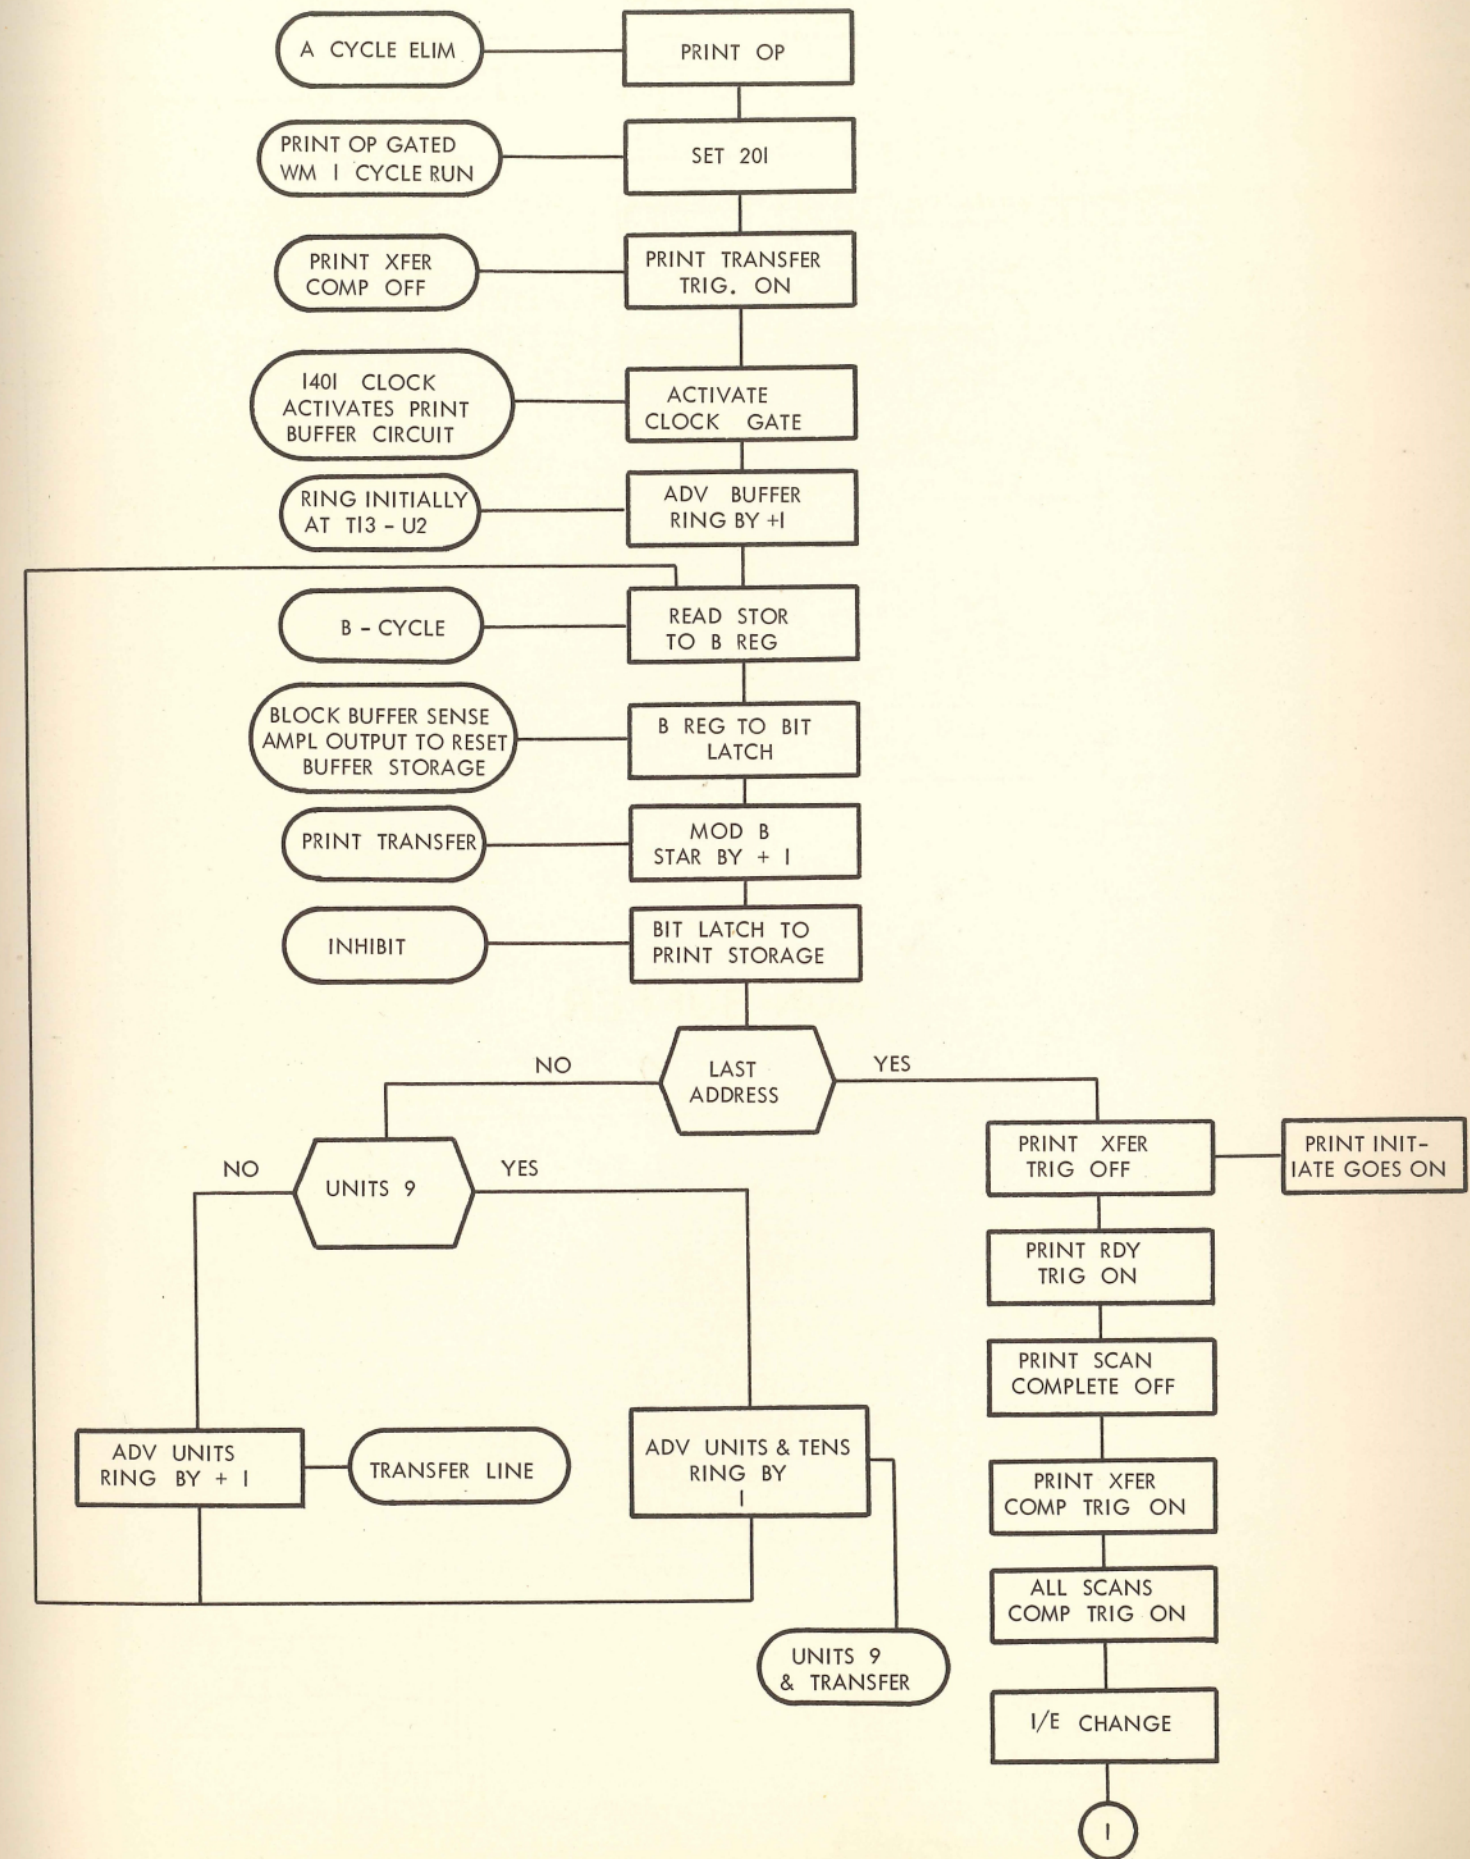 A CYCLE ELIM
PRINT OP
PRINT OP GATED
WM 1 CYCLE RUN
SET 201
PRINT XFER
COMP OFF
PRINT TRANSFER
TRIG. ON
1401 CLOCK
ACTIVATES PRINT
BUFFER CIRCUIT
ACTIVATE
CLOCK GATE
RING INITIALLY
AT T13 - U2
ADV BUFFER
RING BY +1
B - CYCLE
READ STOR
TO B REG
BLOCK BUFFER SENSE
AMPL OUTPUT TO RESET
BUFFER STORAGE
B REG TO BIT
LATCH
PRINT TRANSFER
MOD B
STAR BY + 1
INHIBIT
BIT LATCH TO
PRINT STORAGE
NO
LAST
ADDRESS
YES
NO
UNITS 9
YES
PRINT XFER
TRIG OFF
PRINT INIT-
IATE GOES ON
PRINT RDY
TRIG ON
PRINT SCAN
COMPLETE OFF
ADV UNITS
RING BY + 1
TRANSFER LINE
ADV UNITS & TENS
RING BY
1
PRINT XFER
COMP TRIG ON
ALL SCANS
COMP TRIG ON
UNITS 9
& TRANSFER
I/E CHANGE
1